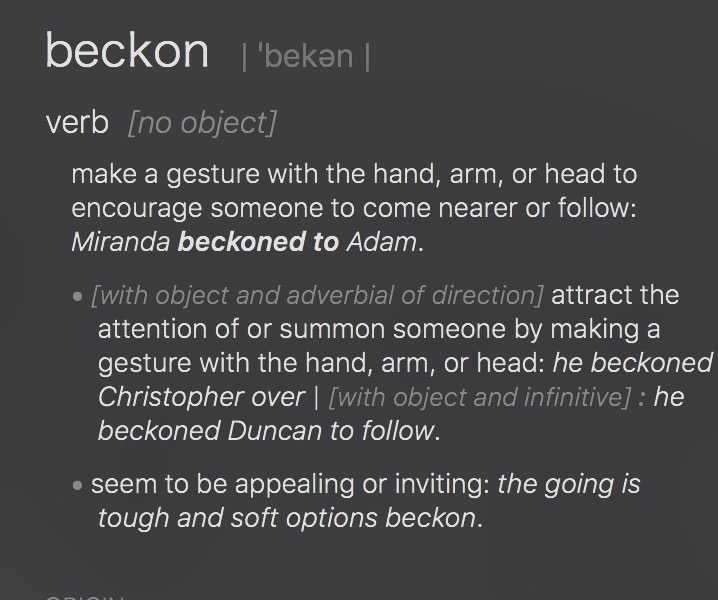 beckon | ˈbekən |
verb [no object]
make a gesture with the hand, arm, or head to
encourage someone to come nearer or follow:
Miranda beckoned to Adam.
• [with object and adverbial of direction] attract the
attention of or summon someone by making a
gesture with the hand, arm, or head: he beckoned
Christopher over | [with object and infinitive] : he
beckoned Duncan to follow.
• seem to be appealing or inviting: the going is
tough and soft options beckon.
ORIGIN